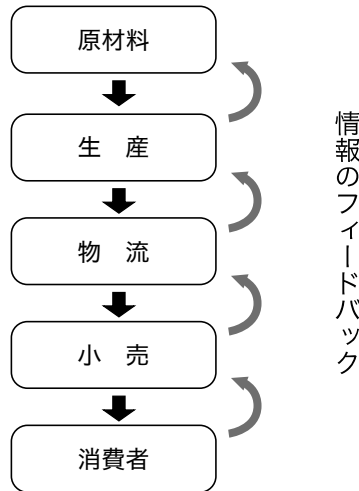 原材料
生　産
物　流
小　売
消費者
情報のフィードバック